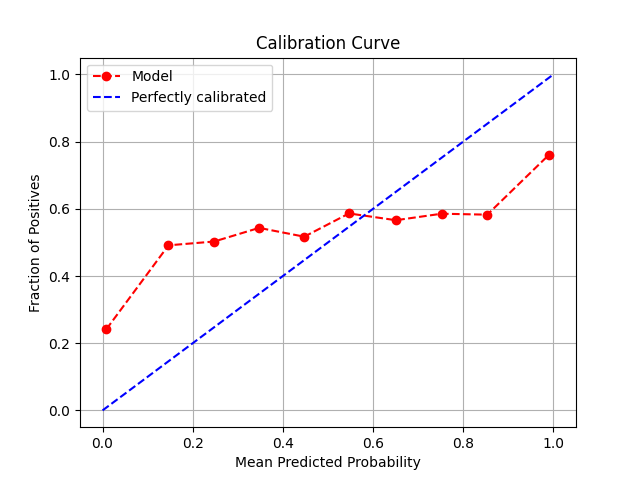 Calibration Curve
Model
Perfectly calibrated
1.0
0.8
0.6
0.4
0.2
0.0
Fraction of Positives
0.0 0.2 0.4 0.6 0.8 1.0
Mean Predicted Probability